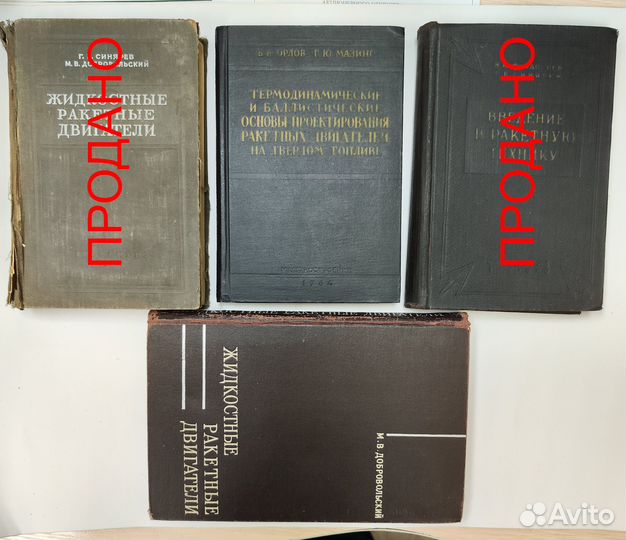 Г. Б. СИНЯРЕВ
М. В. ДОБРОВОЛЬСКИЙ
ЖИДКОСТНЫЕ
РАКЕТНЫЕ
ДВИГАТЕЛИ
ПРОДАНО
Б. В. ОРЛОВ Г. Ю. МАЗИНГ
ТЕРМОДИНАМИЧЕСКИЕ
И БАЛЛИСТИЧЕСКИЕ
ОСНОВЫ ПРОЕКТИРОВАНИЯ
РАКЕТНЫХ ДВИГАТЕЛЕЙ
НА ТВЕРДОМ ТОПЛИВЕ
1964
ВВЕДЕНИЕ
В РАКЕТНУЮ
ТЕХНИКУ
ПРОДАНО
ЖИДКОСТНЫЕ
РАКЕТНЫЕ
ДВИГАТЕЛИ
М. В. ДОБРОВОЛЬСКИЙ
Avito